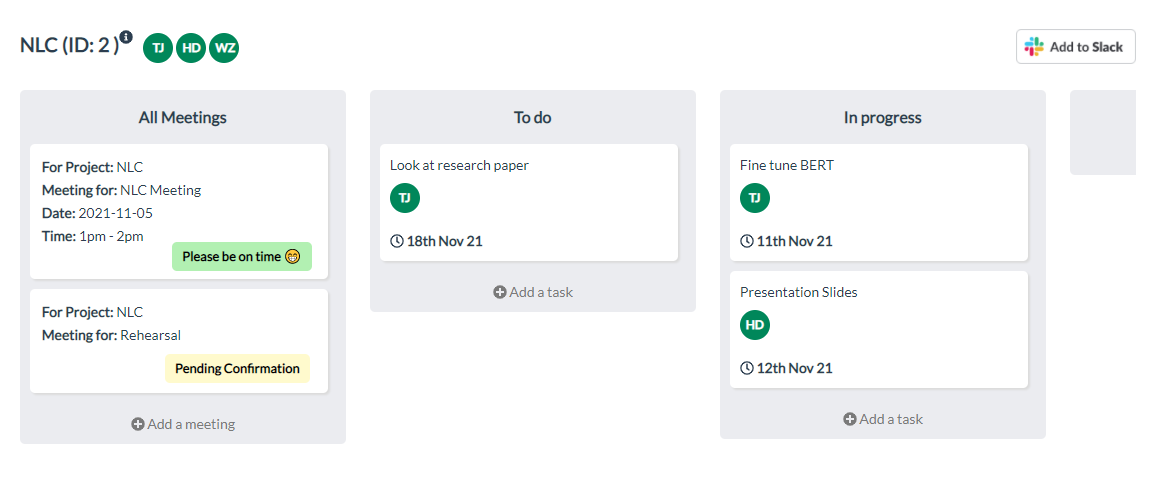 NLC (ID: 2 )
TJ HD WZ
Add to Slack
All Meetings
For Project: NLC
Meeting for: NLC Meeting
Date: 2021-11-05
Time: 1pm - 2pm
Please be on time 😁
For Project: NLC
Meeting for: Rehearsal
Pending Confirmation
Add a meeting
To do
Look at research paper
TJ
18th Nov 21
Add a task
In progress
Fine tune BERT
TJ
11th Nov 21
Presentation Slides
HD
12th Nov 21
Add a task